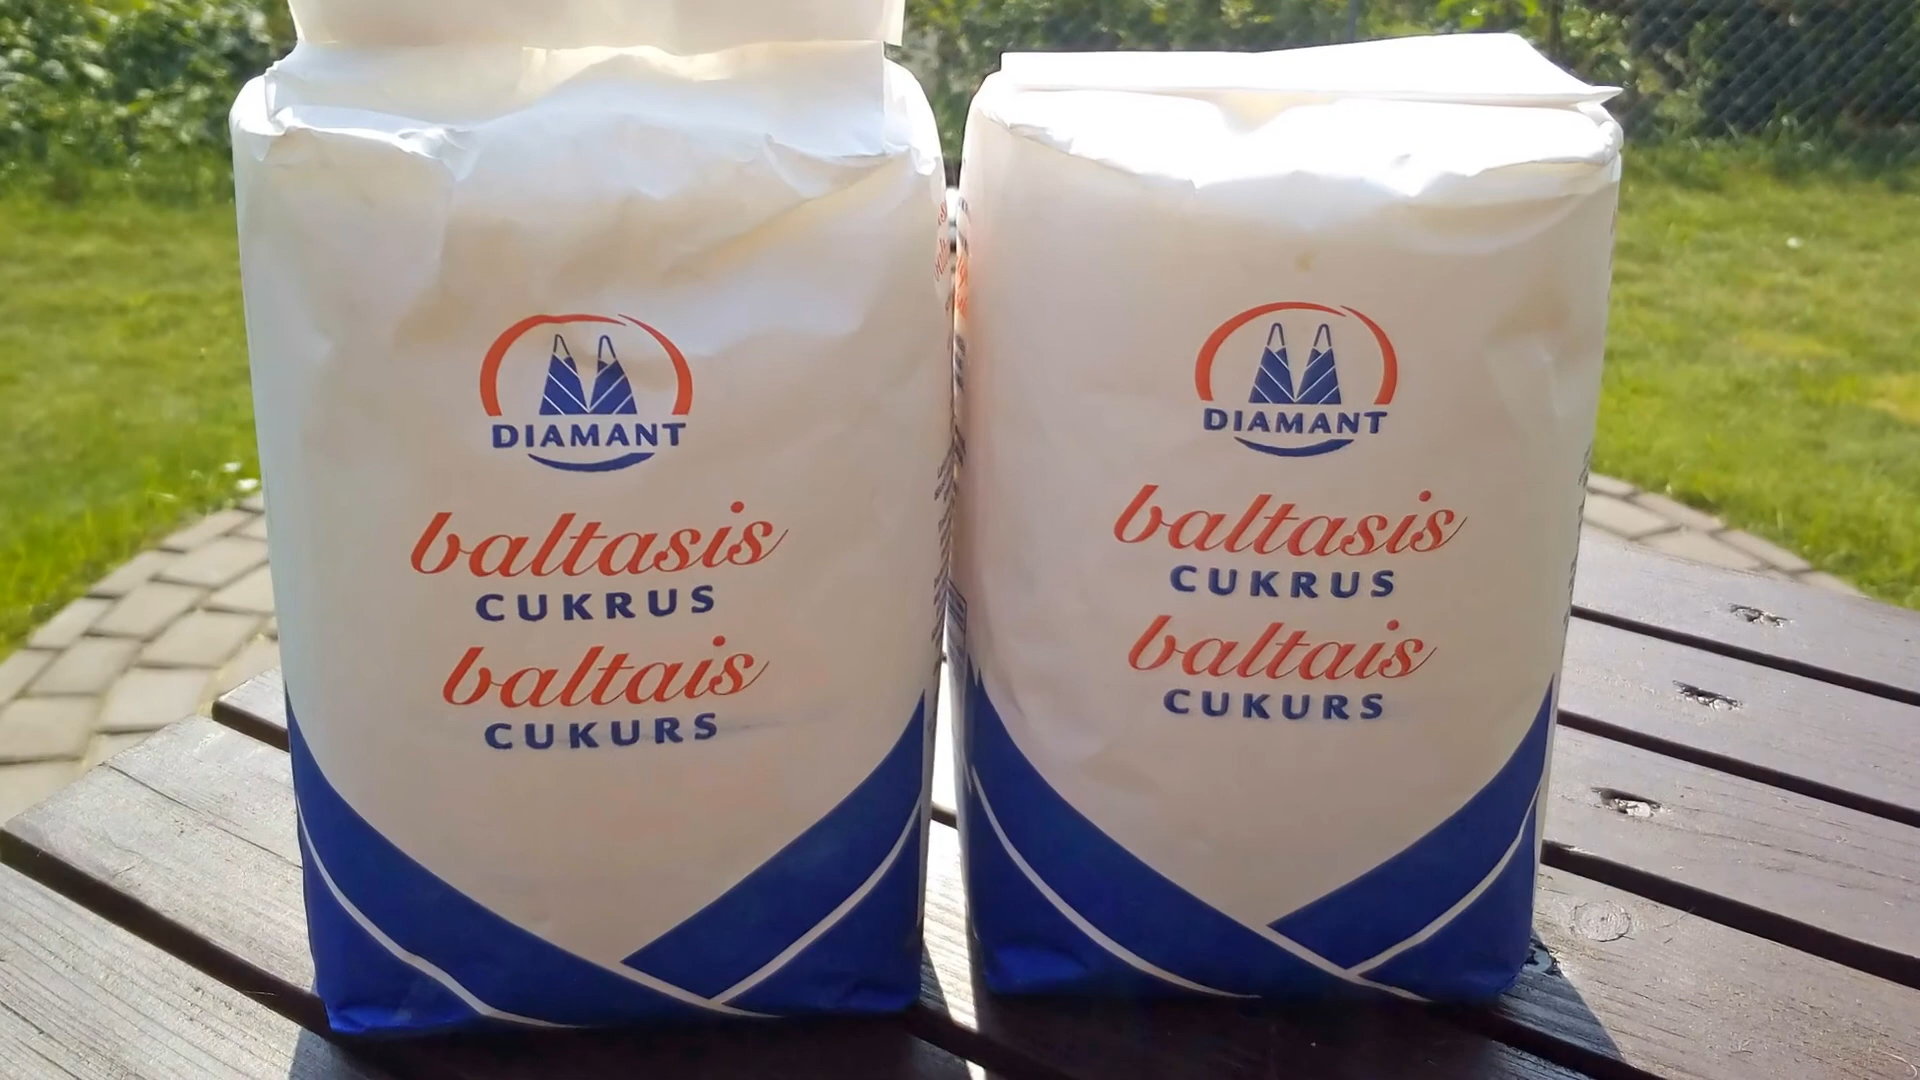 DIAMANT
baltasis
CUKRUS
baltais
CUKURS
DIAMANT
baltasis
CUKRUS
baltais
CUKURS